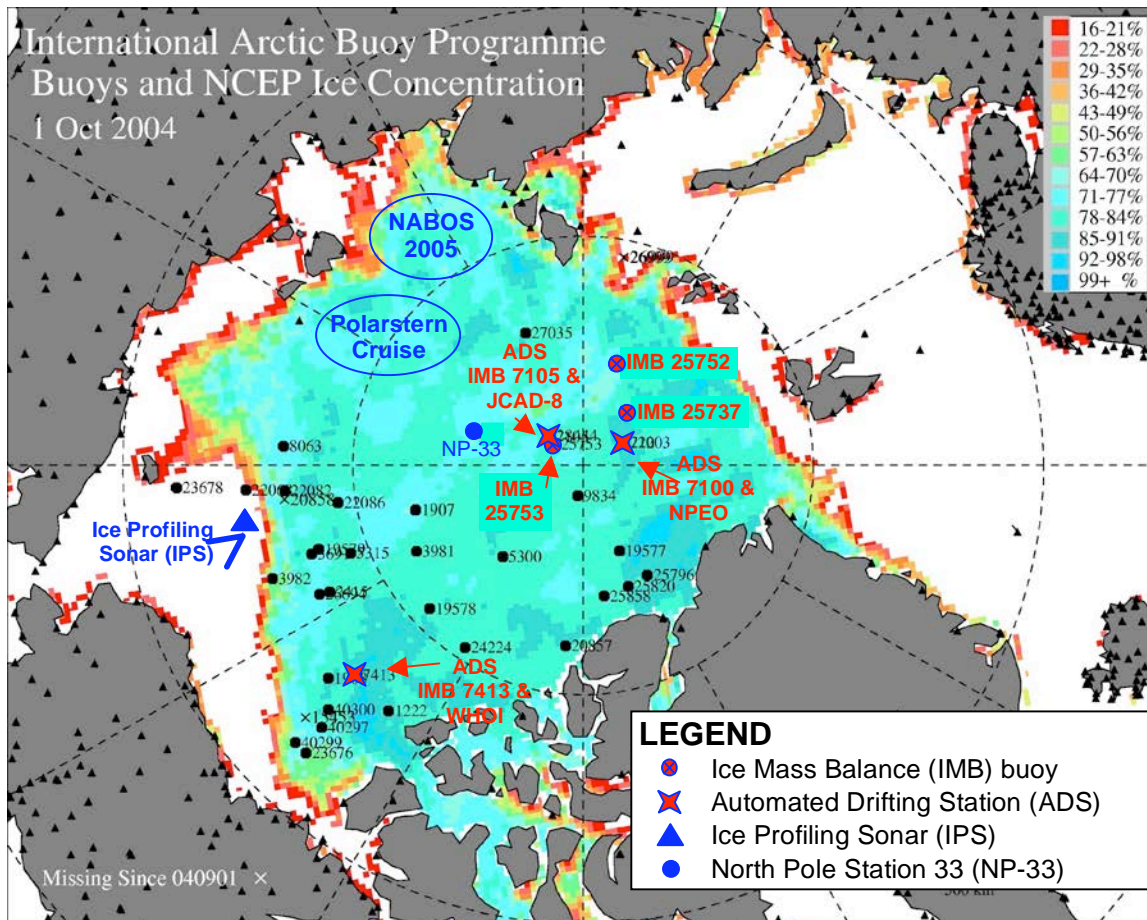 International Arctic Buoy Programme
Buoys and NCEP Ice Concentration
1 Oct 2004
16-21%
22-28%
29-35%
36-42%
43-49%
50-56%
57-63%
64-70%
71-77%
78-84%
85-91%
92-98%
99+ %
NABOS
2005
Polarstern
Cruise
27035
ADS
IMB 7105 &
JCAD-8
IMB 25752
IMB 25737
NP-33
25753
IMB
25753
ADS
IMB 7100 &
NPEO
8063
23678
22082
×20858
22086
1907
9834
Ice Profiling
Sonar (IPS)
5315
3981
5300
19577
25796
25820
25858
3982
19578
24224
20857
7413
ADS
IMB 7413 &
WHOI
40300
1222
40297
40299
23676
LEGEND
Ice Mass Balance (IMB) buoy
Automated Drifting Station (ADS)
Ice Profiling Sonar (IPS)
North Pole Station 33 (NP-33)
Missing Since 040901 ×